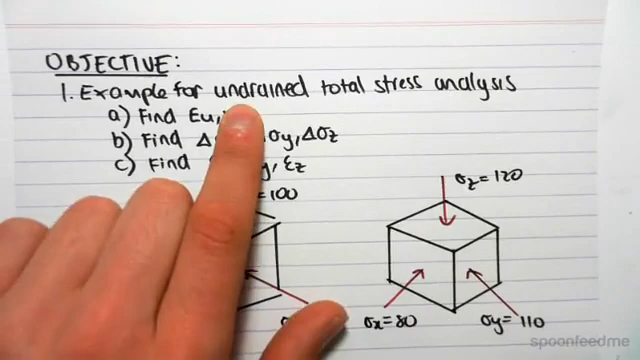 OBJECTIVE:
1. Example for undrained total stress analysis
a) Find Eu,
b) Find Δ σy, Δσz
c) Find , εz
= 100
σz = 120
σx = 80
σy = 110
spoonfeedme